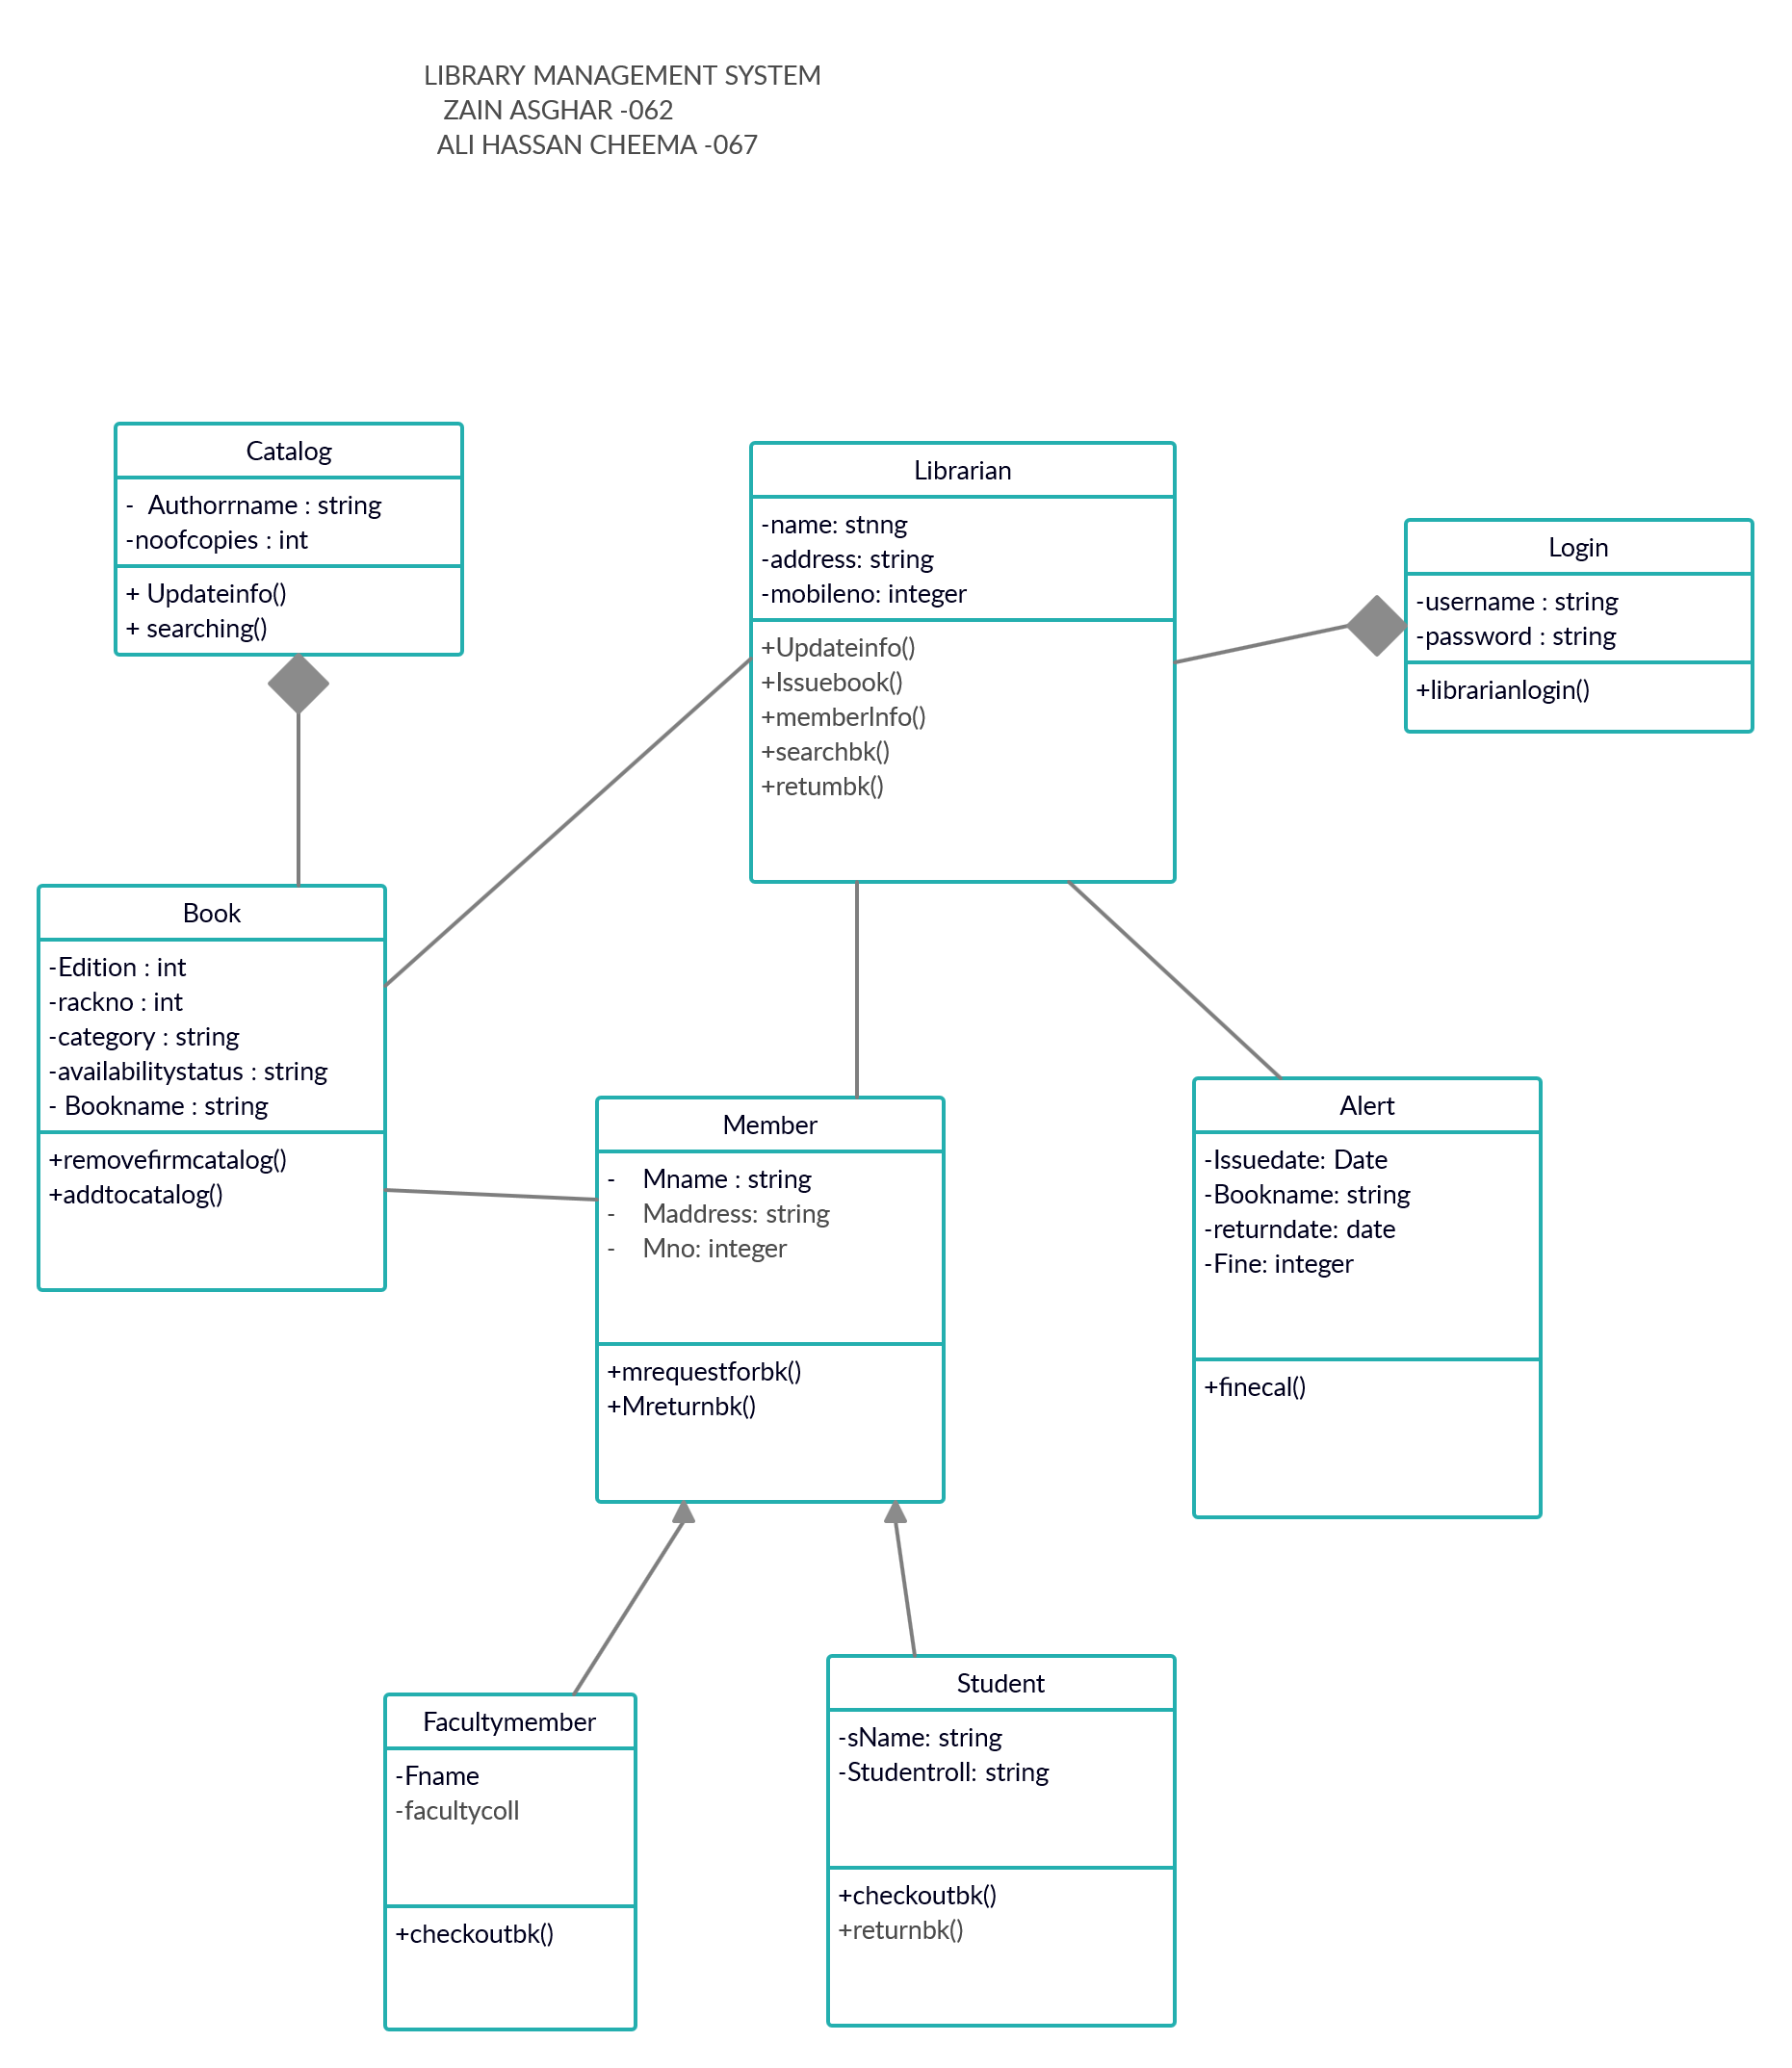 LIBRARY MANAGEMENT SYSTEM
ZAIN ASGHAR -062
ALI HASSAN CHEEMA -067
Catalog
- Authorrname : string
-noofcopies : int
+ Updateinfo()
+ searching()
Librarian
-name: stnng
-address: string
-mobileno: integer
+Updateinfo()
+Issuebook()
+memberInfo()
+searchbk()
+retumbk()
Login
-username : string
-password : string
+librarianlogin()
Book
-Edition : int
-rackno : int
-category : string
-availabilitystatus : string
- Bookname : string
+removefirmcatalog()
+addtocatalog()
Member
- Mname : string
- Maddress: string
- Mno: integer
+mrequestforbk()
+Mreturnbk()
Alert
-Issuedate: Date
-Bookname: string
-returndate: date
-Fine: integer
+finecal()
Facultymember
-Fname
-facultycoll
+checkoutbk()
Student
-sName: string
-Studentroll: string
+checkoutbk()
+returnbk()